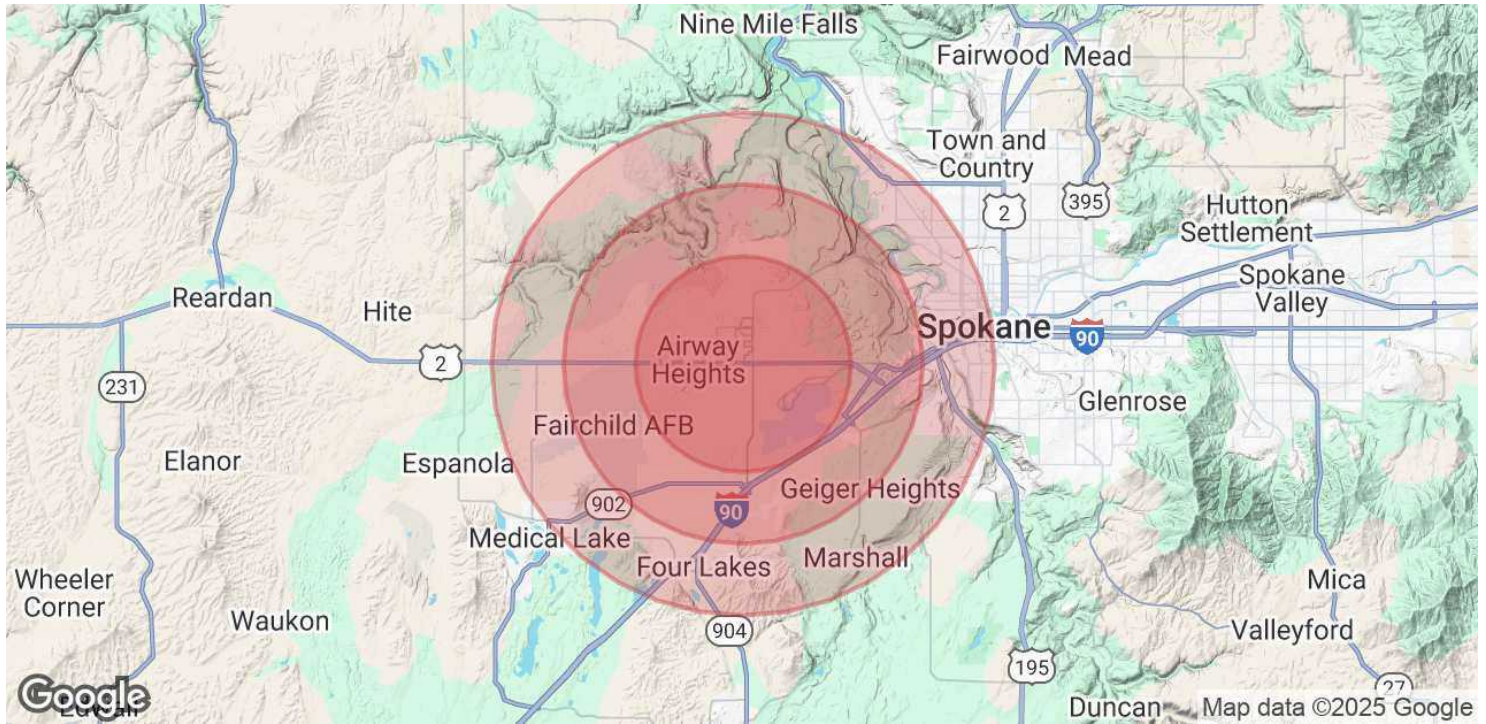 Nine Mile Falls
Fairwood
Mead
Town and
Country
2
395
Hutton
Settlement
Reardan
Hite
Spokane
Valley
Spokane
90
Airway
Heights
2
231
Glenrose
Fairchild AFB
Elanor
Espanola
Geiger Heights
902
90
Medical Lake
Marshall
Four Lakes
Wheeler
Corner
Mica
Waukon
904
Valleyford
195
27
Google
Duncan
Map data ©2025 Google